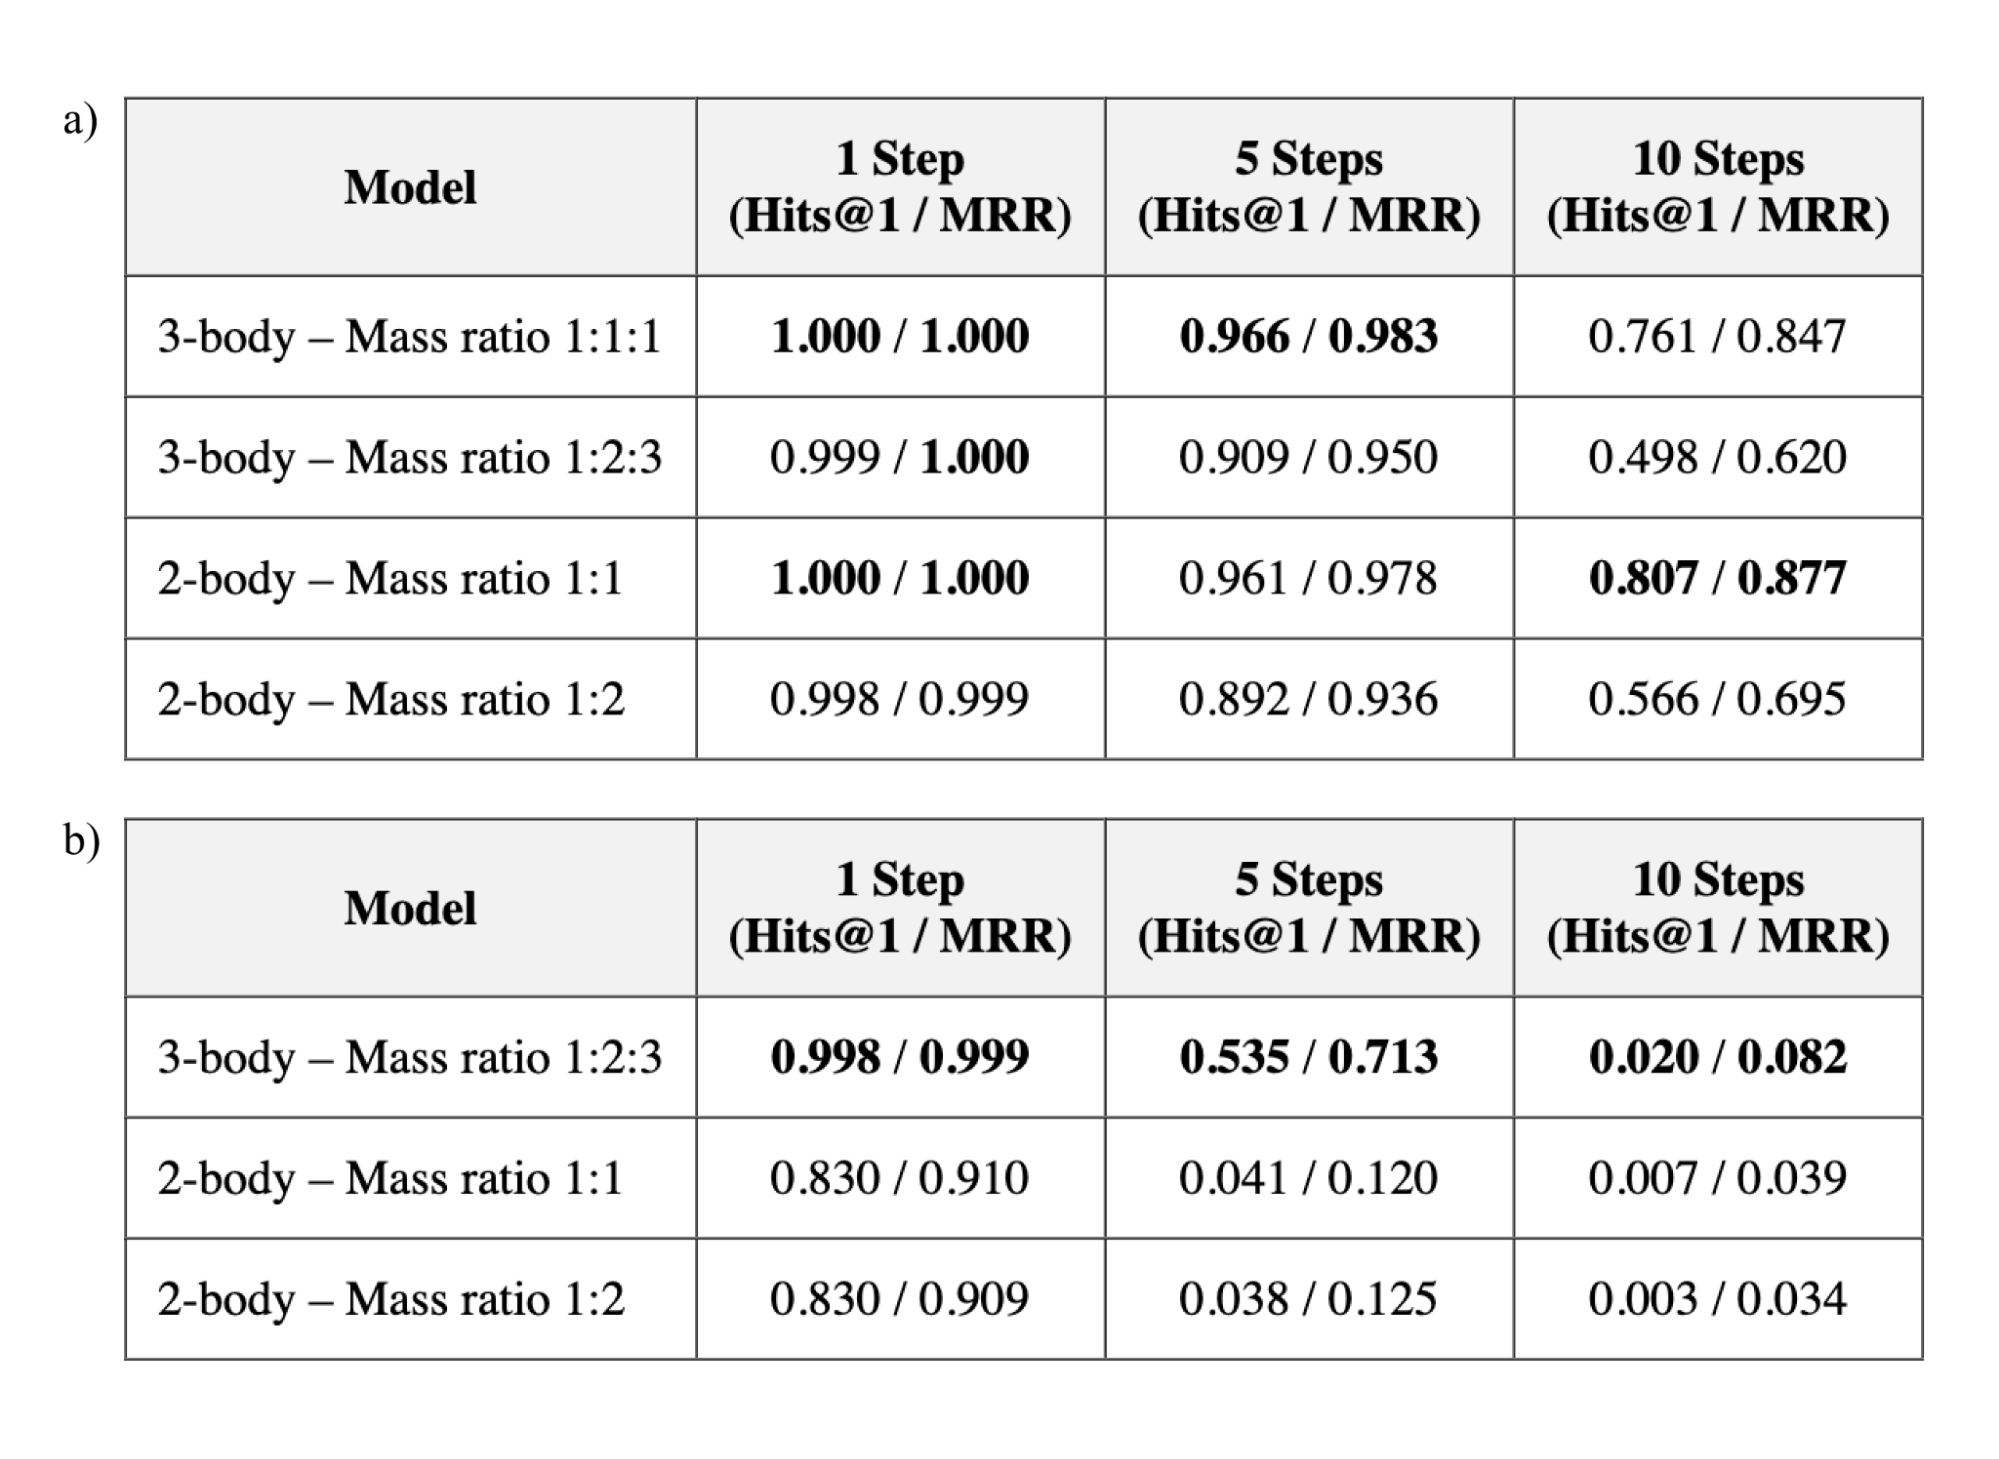 a)
Model
1 Step
(Hits@1 / MRR)
5 Steps
(Hits@1 / MRR)
10 Steps
(Hits@1 / MRR)
3-body – Mass ratio 1:1:1
1.000 / 1.000
0.966 / 0.983
0.761 / 0.847
3-body – Mass ratio 1:2:3
0.999 / 1.000
0.909 / 0.950
0.498 / 0.620
2-body – Mass ratio 1:1
1.000 / 1.000
0.961 / 0.978
0.807 / 0.877
2-body – Mass ratio 1:2
0.998 / 0.999
0.892 / 0.936
0.566 / 0.695
b)
Model
1 Step
(Hits@1 / MRR)
5 Steps
(Hits@1 / MRR)
10 Steps
(Hits@1 / MRR)
3-body – Mass ratio 1:2:3
0.998 / 0.999
0.535 / 0.713
0.020 / 0.082
2-body – Mass ratio 1:1
0.830 / 0.910
0.041 / 0.120
0.007 / 0.039
2-body – Mass ratio 1:2
0.830 / 0.909
0.038 / 0.125
0.003 / 0.034